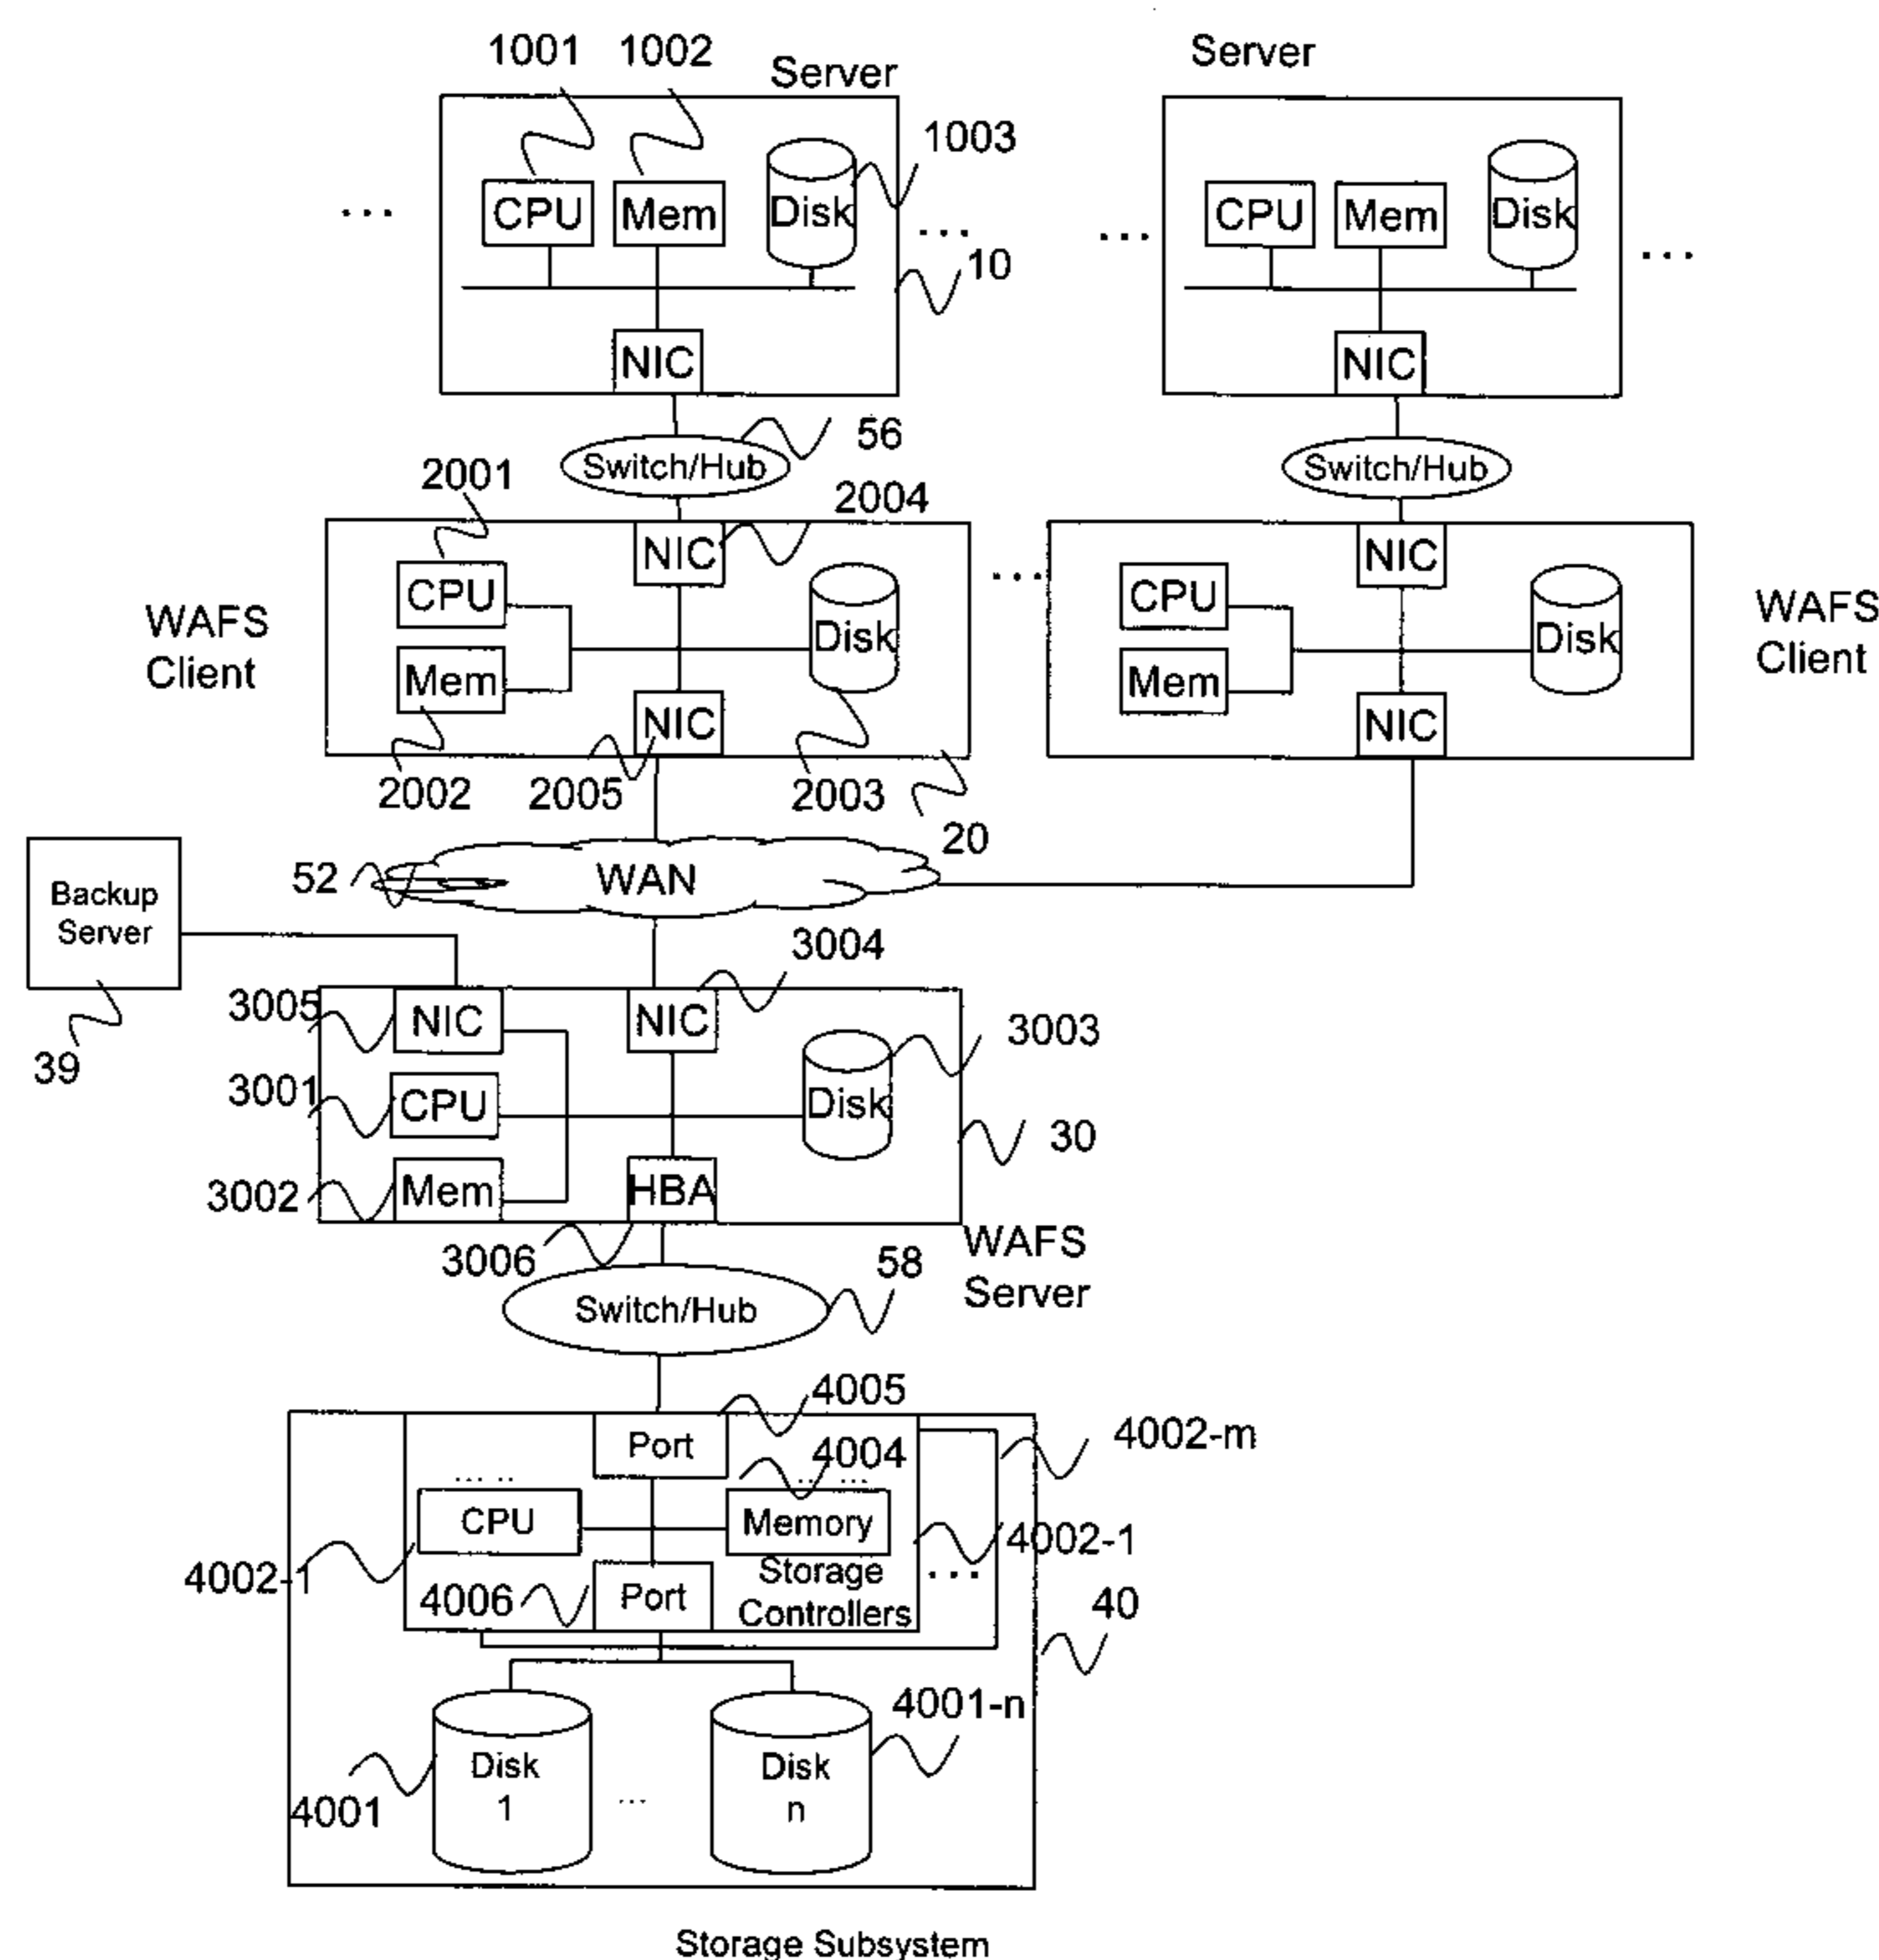 1001 1002 Server Server
1003
... CPU Mem Disk ... ... CPU Mem Disk ...
10
NIC NIC
56
Switch/Hub Switch/Hub
2001 2004
NIC ... NIC
WAFS Client CPU Disk CPU Disk WAFS Client
Mem Mem
NIC NIC
2002 2005 2003
20
52 WAN
Backup
Server
3004
3005 NIC NIC 3003
39
3001 CPU Disk
30
3002 Mem HBA
3006 WAFS
Server
58
Switch/Hub
4005
Port 4002-m
4004
... .. ... ...
CPU Memory 4002-1
4002-1 Storage
Controllers ...
4006 Port 40
4001-n
Disk
1
...
Disk
n
4001
Storage Subsystem